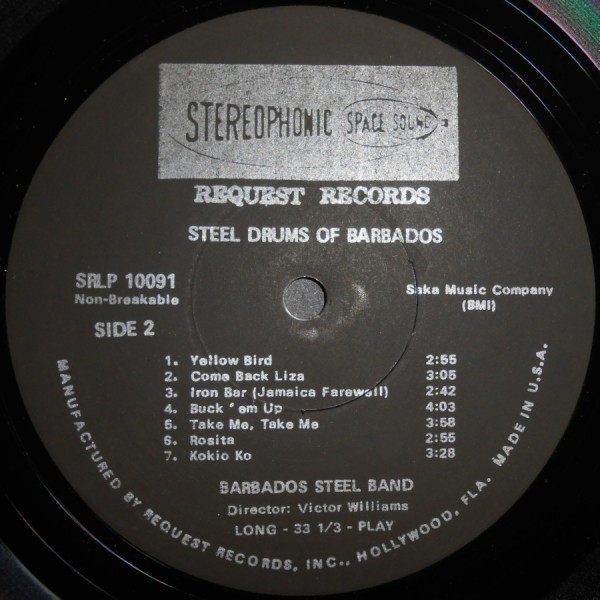 STEREOPHONIC SPACE SOUND
REQUEST RECORDS
STEEL DRUMS OF BARBADOS
SRLP 10091
Non-Breakable
SIDE 2
Saka Music Company
(BMI)
1. Yellow Bird 2:55
2. Come Back Liza 3:05
3. Iron Bar (Jamaica Farewell) 2:42
4. Buck 'em Up 4:03
5. Take Me, Take Me 3:58
6. Rosita 2:55
7. Kokio Ko 3:28
BARBADOS STEEL BAND
Director: Victor Williams
LONG - 33 1/3 - PLAY
MANUFACTURED BY REQUEST RECORDS, INC., HOLLYWOOD, FLA. MADE IN U.S.A.